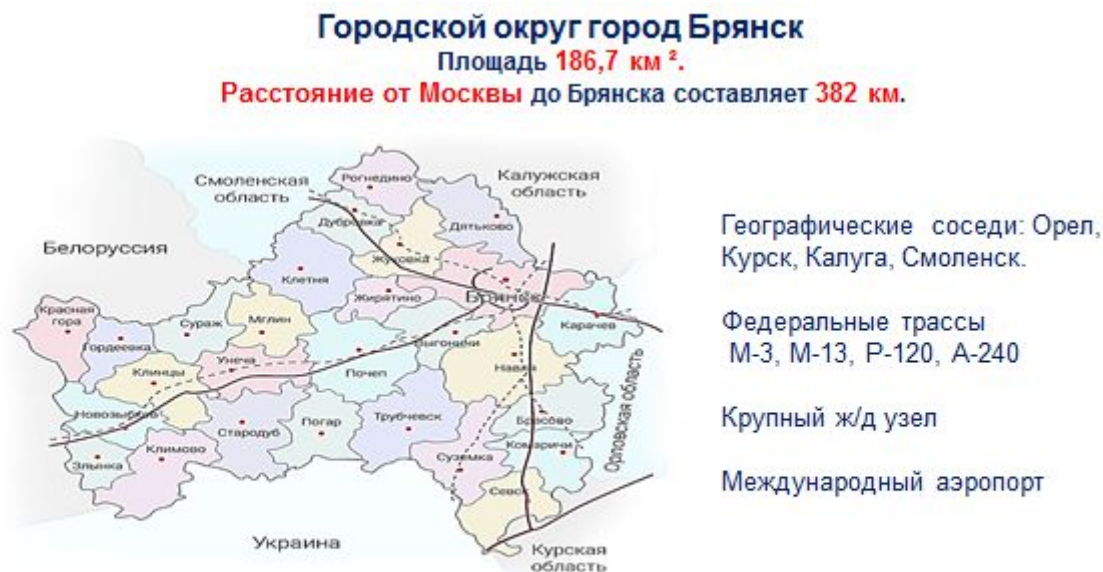 Городской округ город Брянск
Площадь 186,7 км ².
Расстояние от Москвы до Брянска составляет 382 км.
Смоленская
область
Рогнедино
Калужская
область
Дубровка
Дятьково
Белоруссия
Жуковка
Клетня
Жирятино
Брянск
Красная
гора
Сураж
Мглин
Карачев
Гордеевка
Выгоничи
Унеча
Навля
Клинцы
Почеп
Новозыбков
Стародуб
Погар
Трубчевск
Брасово
Орловская область
Комаричи
Злынка
Климово
Суземка
Севск
Украина
Курская
область
Географические соседи: Орел,
Курск, Калуга, Смоленск.
Федеральные трассы
М-3, М-13, Р-120, А-240
Крупный ж/д узел
Международный аэропорт